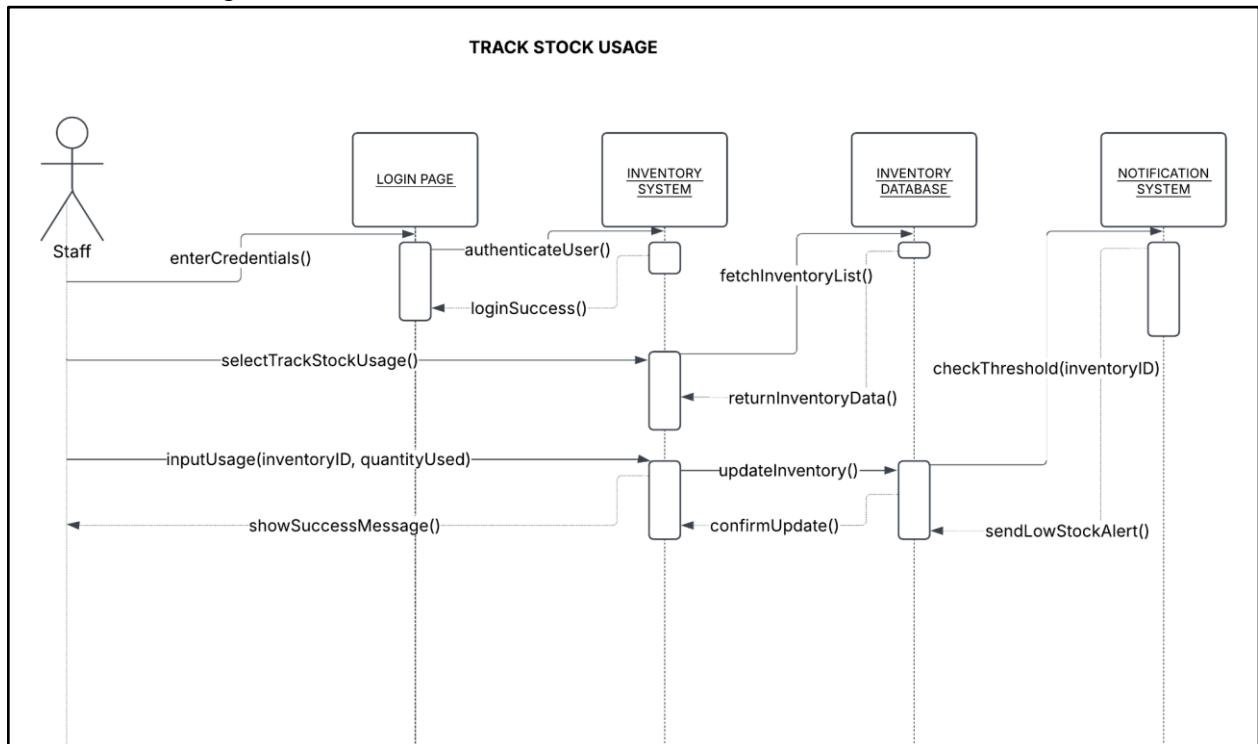 TRACK STOCK USAGE
LOGIN PAGE
INVENTORY
SYSTEM
INVENTORY
DATABASE
NOTIFICATION
SYSTEM
Staff
enterCredentials()
authenticateUser()
fetchInventoryList()
loginSuccess()
selectTrackStockUsage()
checkThreshold(inventoryID)
returnInventoryData()
inputUsage(inventoryID, quantityUsed)
updateInventory()
showSuccessMessage()
confirmUpdate()
sendLowStockAlert()